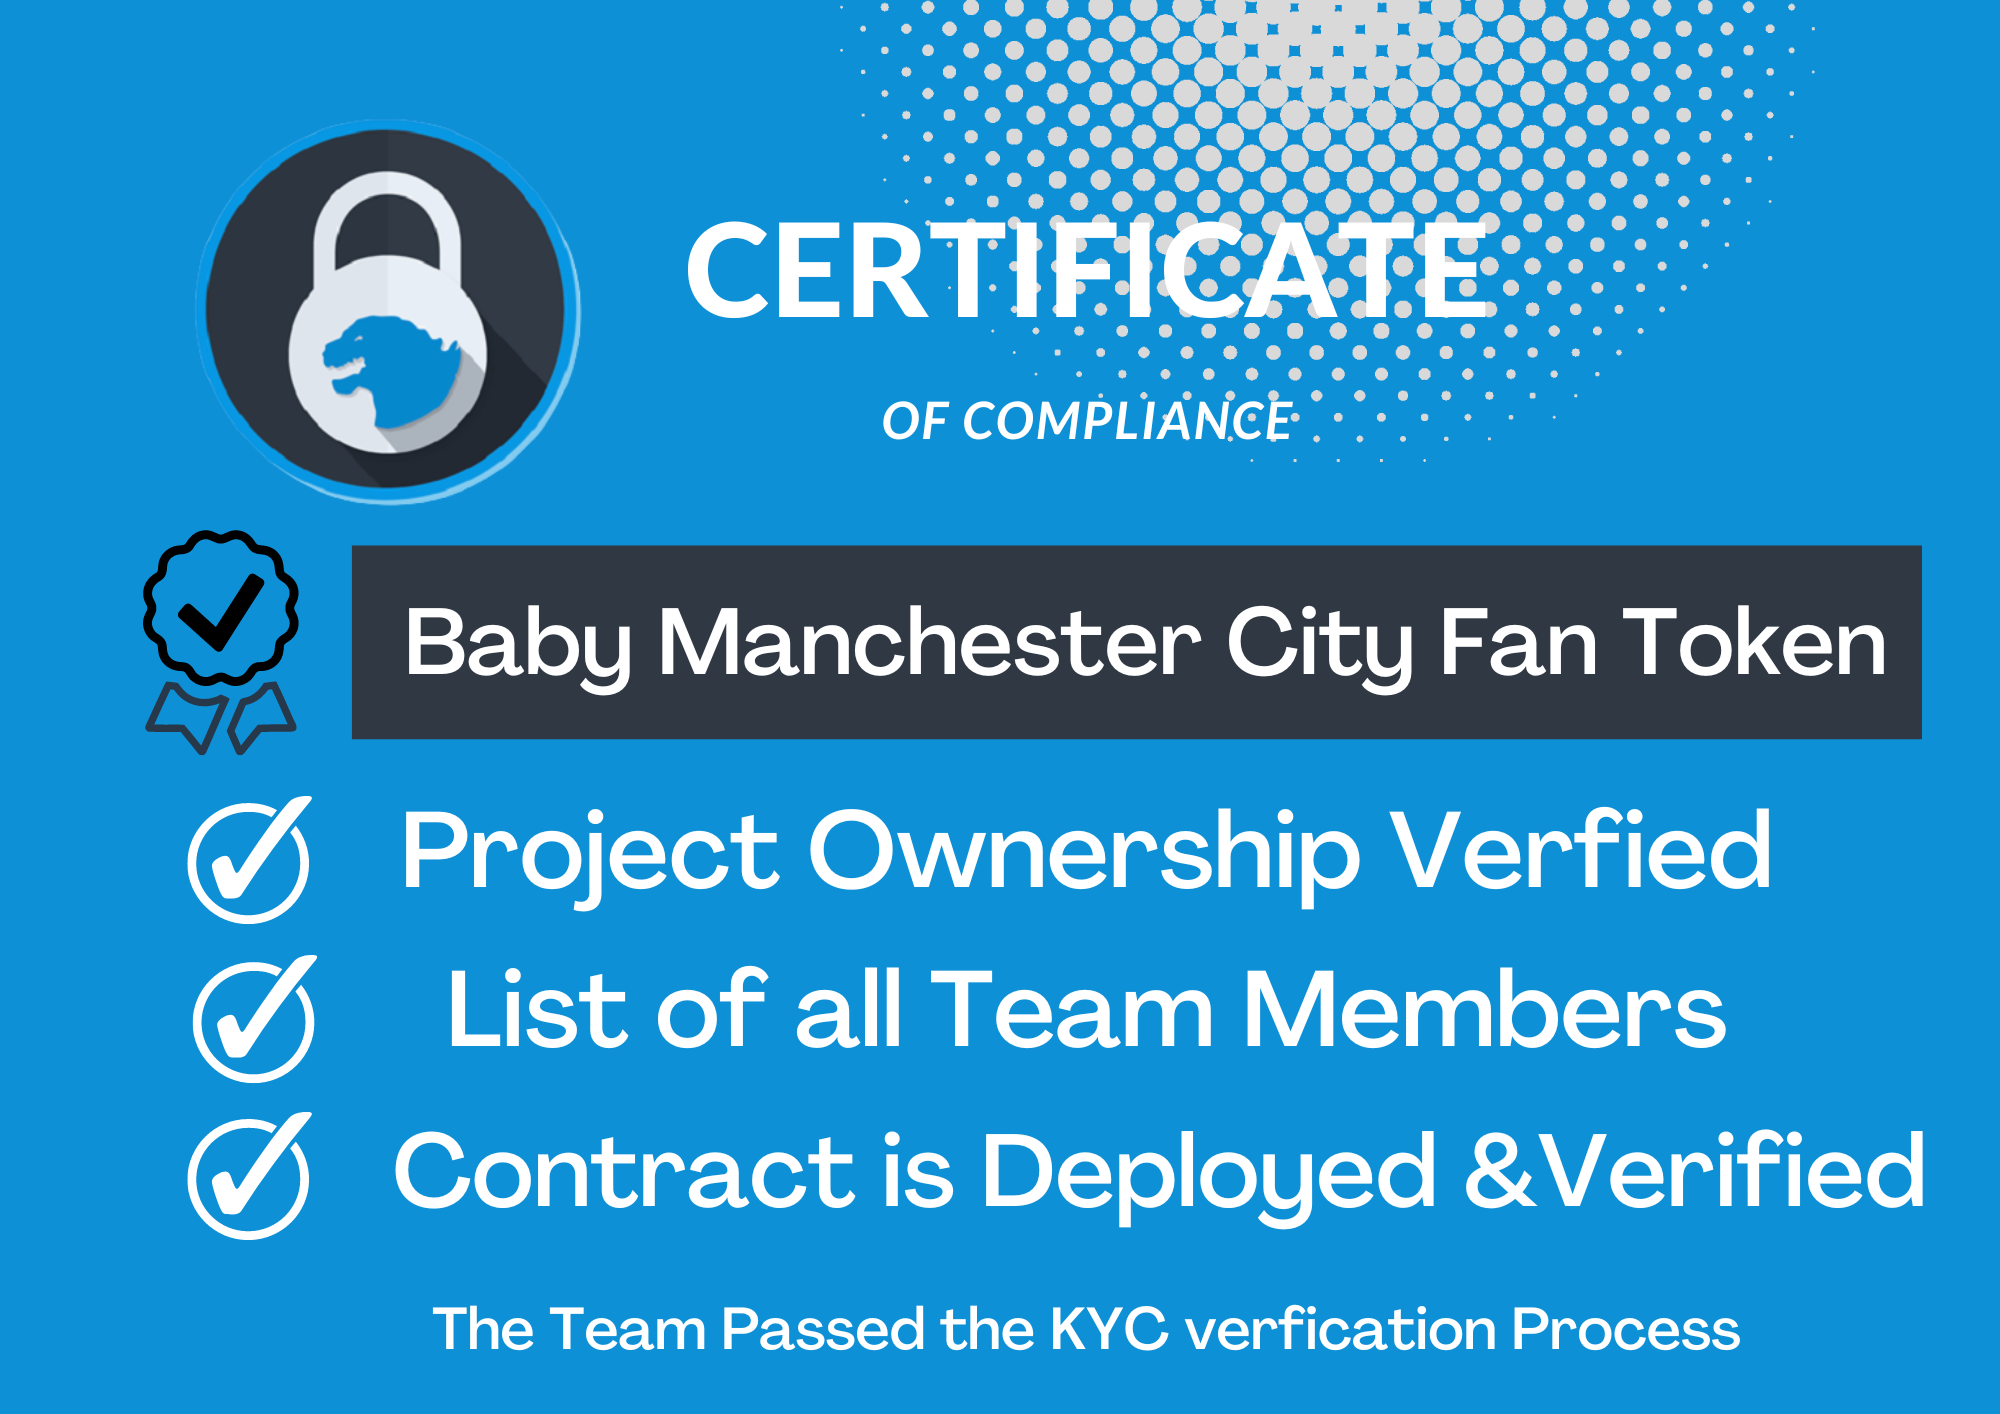 CERTIFICATE
OF COMPLIANCE
Baby Manchester City Fan Token
Project Ownership Verfied
List of all Team Members
Contract is Deployed &Verified
The Team Passed the KYC verfication Process